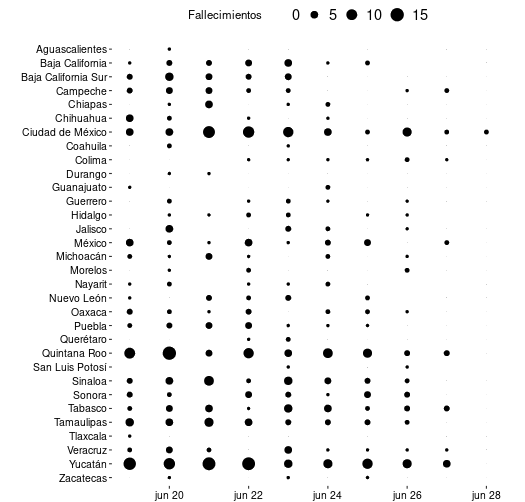 Fallecimientos 0 5 10 15
Aguascalientes
Baja California
Baja California Sur
Campeche
Chiapas
Chihuahua
Ciudad de México
Coahuila
Colima
Durango
Guanajuato
Guerrero
Hidalgo
Jalisco
México
Michoacán
Morelos
Nayarit
Nuevo León
Oaxaca
Puebla
Querétaro
Quintana Roo
San Luis Potosí
Sinaloa
Sonora
Tabasco
Tamaulipas
Tlaxcala
Veracruz
Yucatán
Zacatecas
jun 20 jun 22 jun 24 jun 26 jun 28